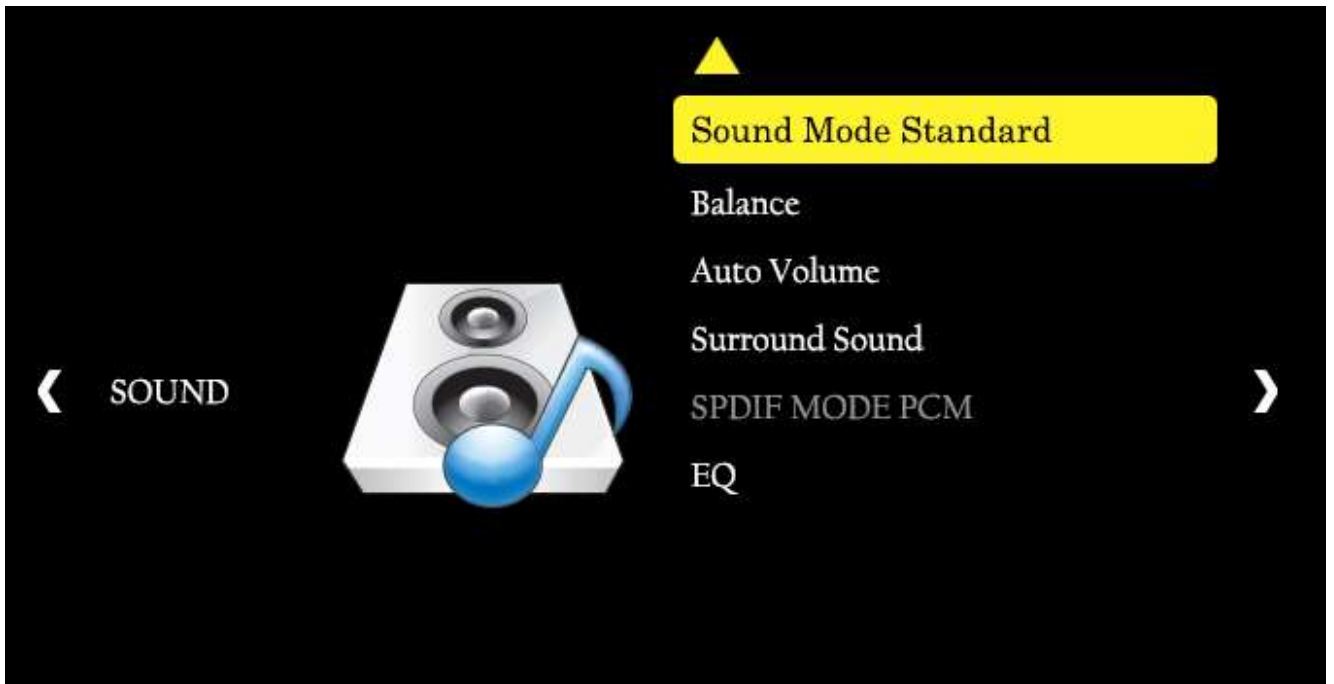 Sound Mode Standard
Balance
Auto Volume
Surround Sound
SOUND
SPDIF MODE PCM
EQ